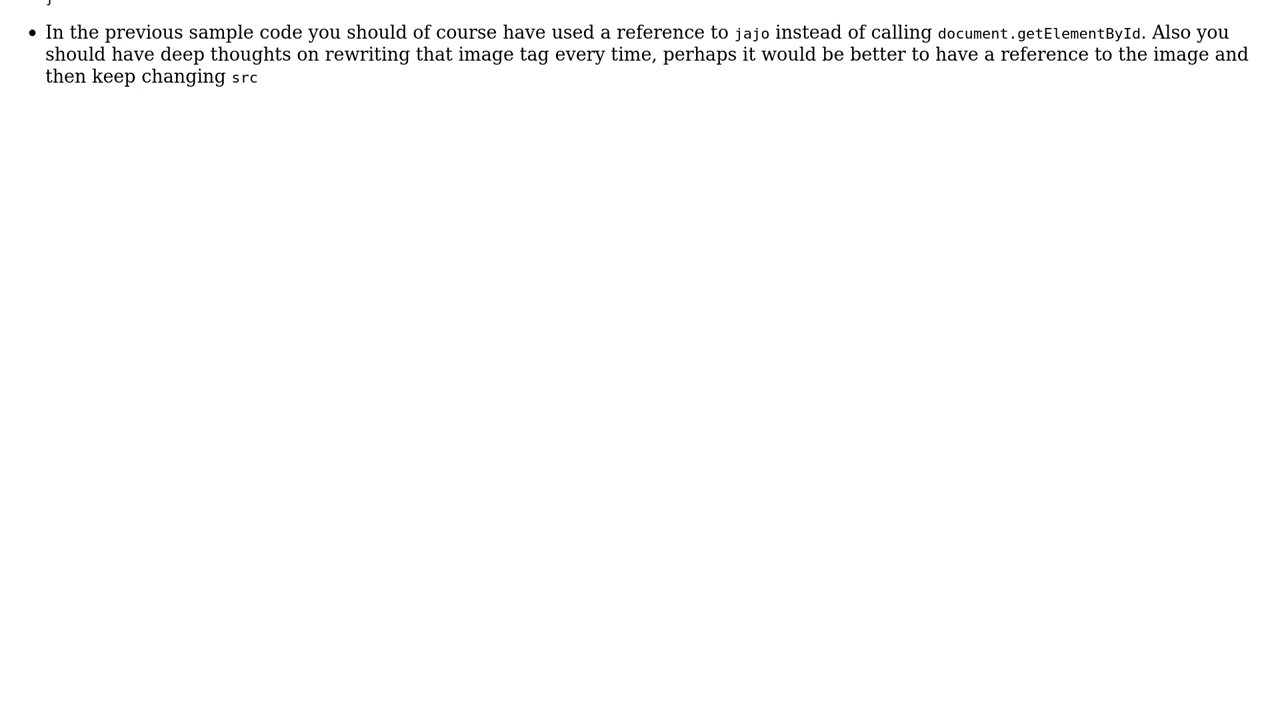 In the previous sample code you should of course have used a reference to jajo instead of calling document.getElementById. Also you
should have deep thoughts on rewriting that image tag every time, perhaps it would be better to have a reference to the image and
then keep changing src